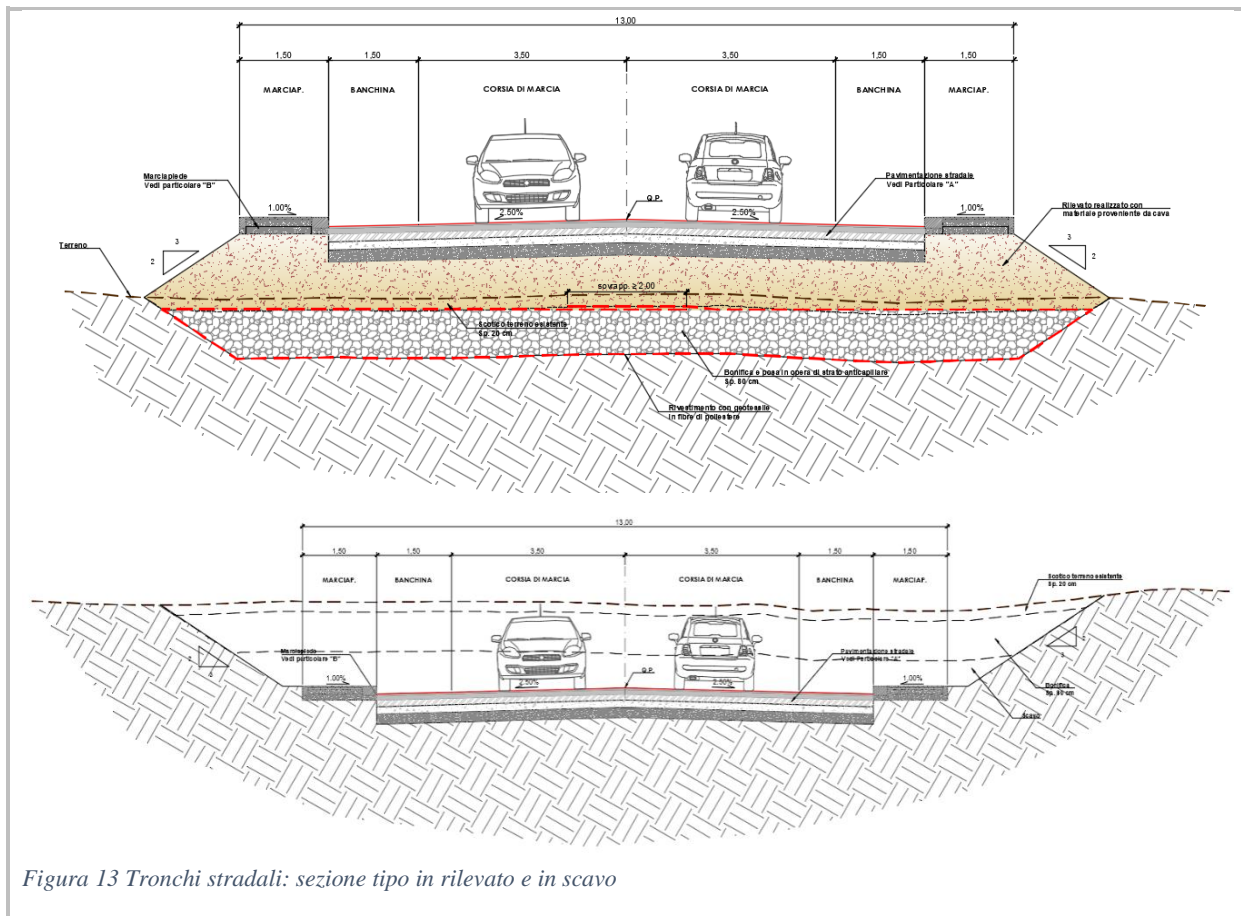 13,00
1,50 1,50 3,50 3,50 1,50 1,50
MARCIAP. BANCHINA CORSIA DI MARCIA CORSIA DI MARCIA BANCHINA MARCIAP.
Marciapiede
Vedi particolare "B"
Pavimentazione stradale
Vedi Particolare "A"
Q.P.
Rilevato realizzato con
materiale proveniente da cava
1.00% 2.50% 2.50% 1.00%
Terreno
3
2
3
2
sovrapp. ≥ 2.00
Scotico terreno esistente
Sp. 20 cm
Bonifica e posa in opera di strato anticapillare
Sp. 80 cm
Rivestimento con geotessile
in fibre di poliestere
13,00
1,50 1,50 3,50 3,50 1,50 1,50
MARCIAP. BANCHINA CORSIA DI MARCIA CORSIA DI MARCIA BANCHINA MARCIAP.
Scotico terreno esistente
Sp. 20 cm
Marciapiede
Vedi particolare "B"
Pavimentazione stradale
Vedi Particolare "A"
Q.P.
1.00% 2.50% 2.50% 1.00%
Bonifica
Scavo
Figura 13 Tronchi stradali: sezione tipo in rilevato e in scavo